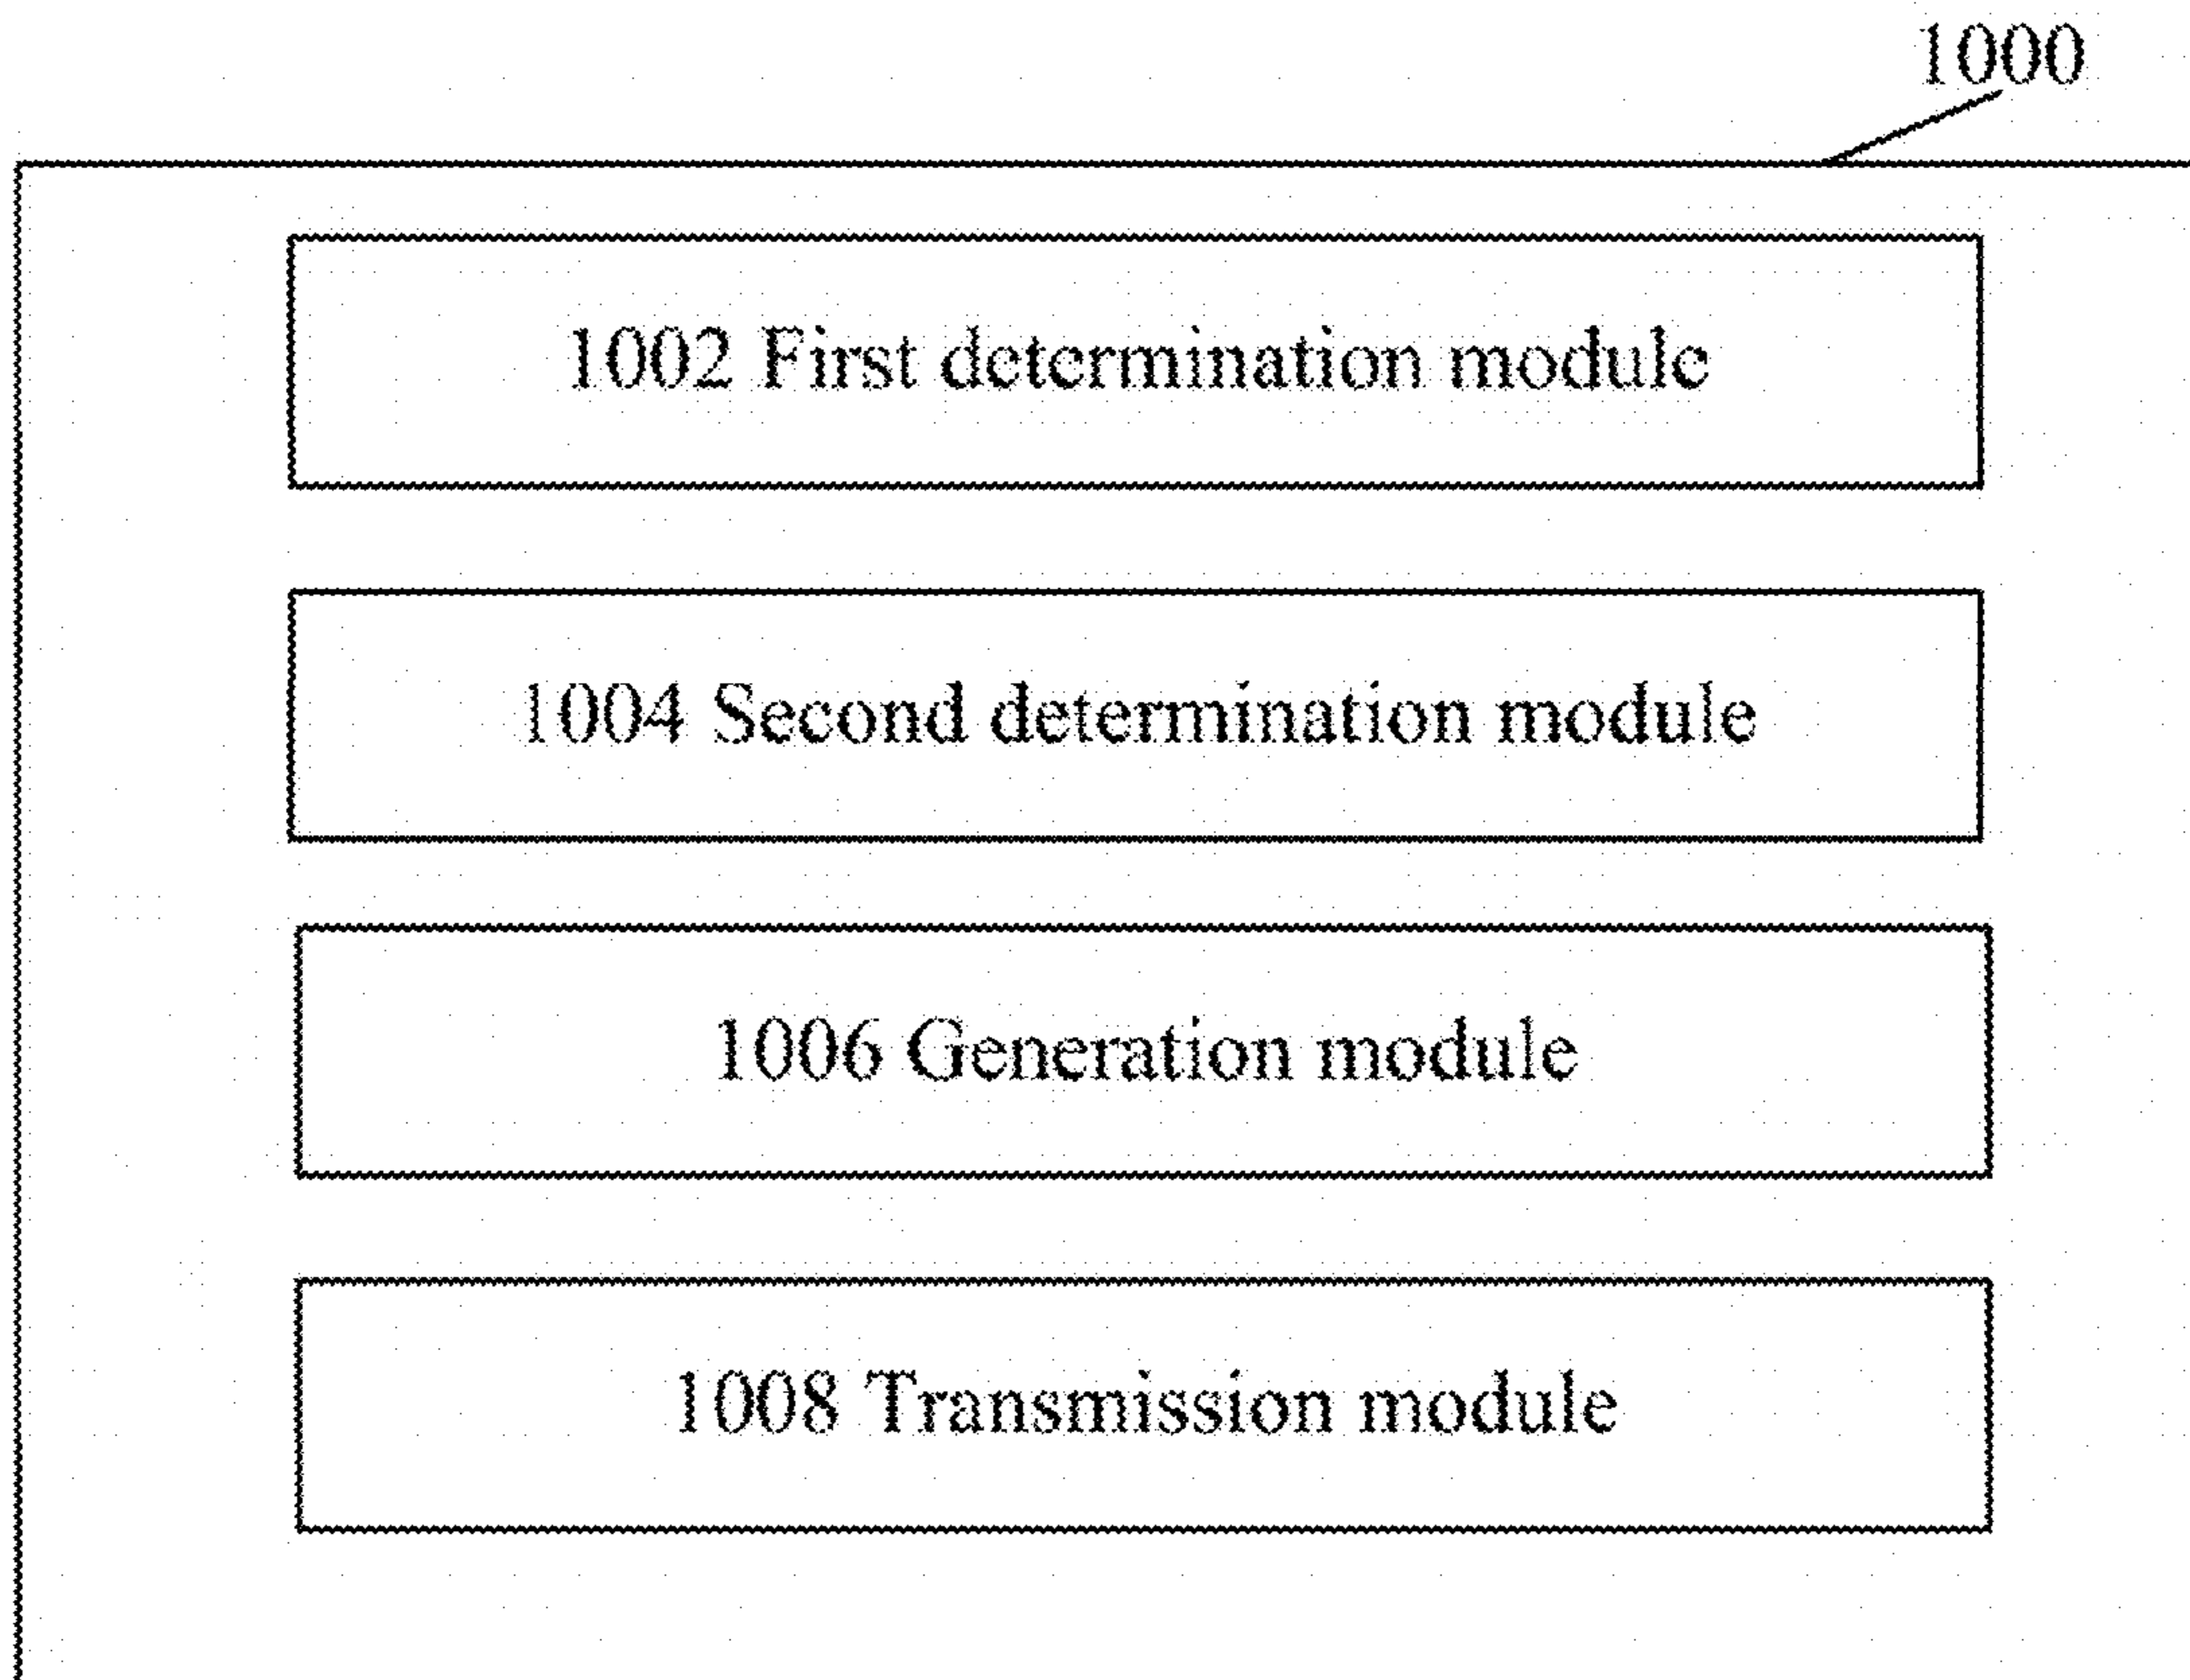 1000
1002 First determination module
1004 Second determination module
1006 Generation module
1008 Transmission module